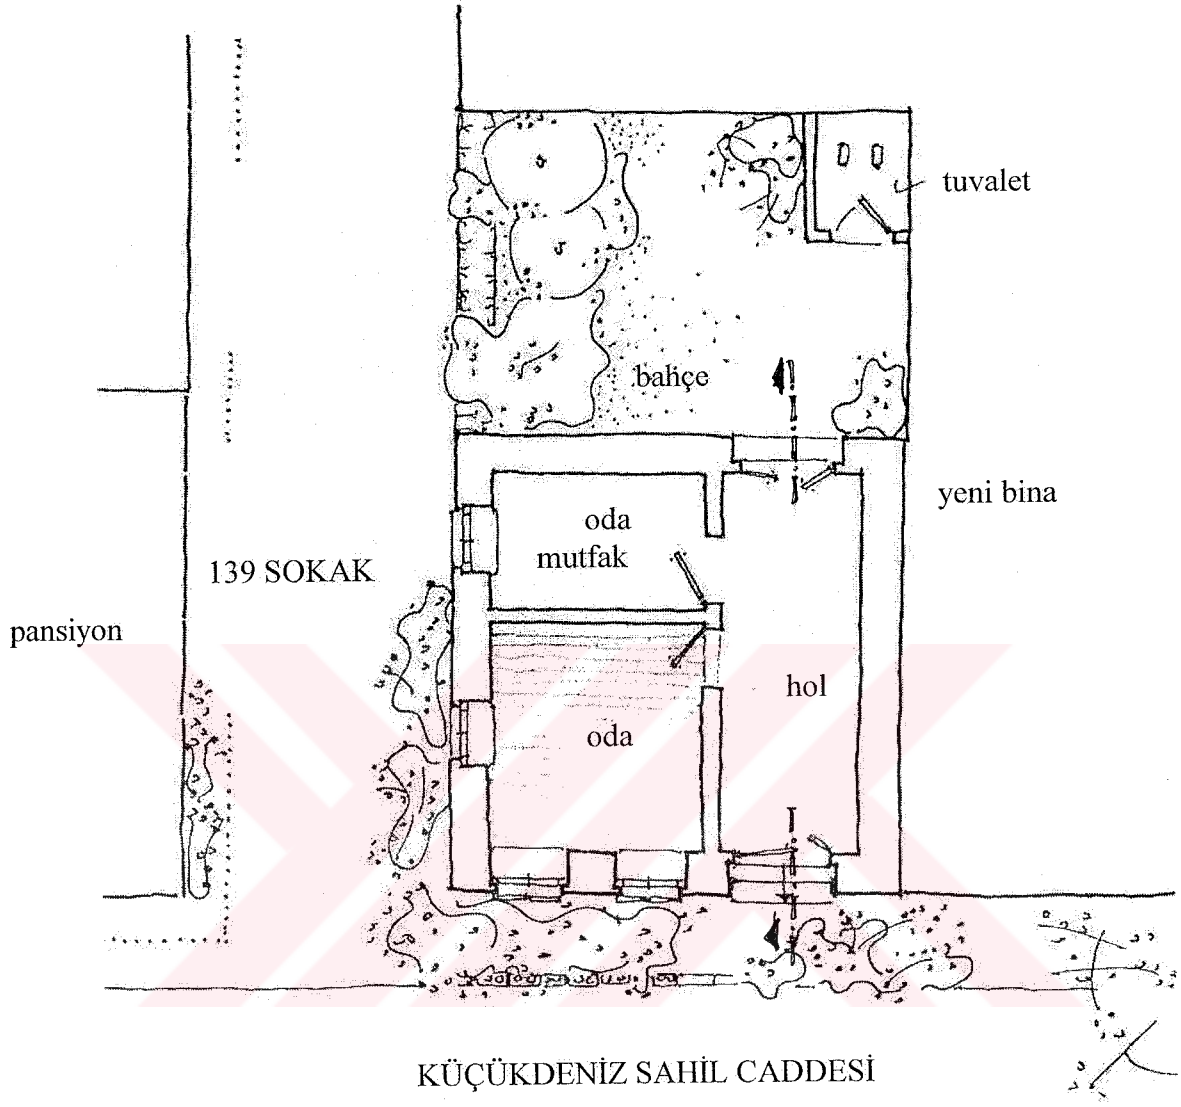 tuvalet
bahçe
yeni bina
oda
mutfak
139 SOKAK
pansiyon
hol
oda
KÜÇÜKDENİZ SAHİL CADDESİ